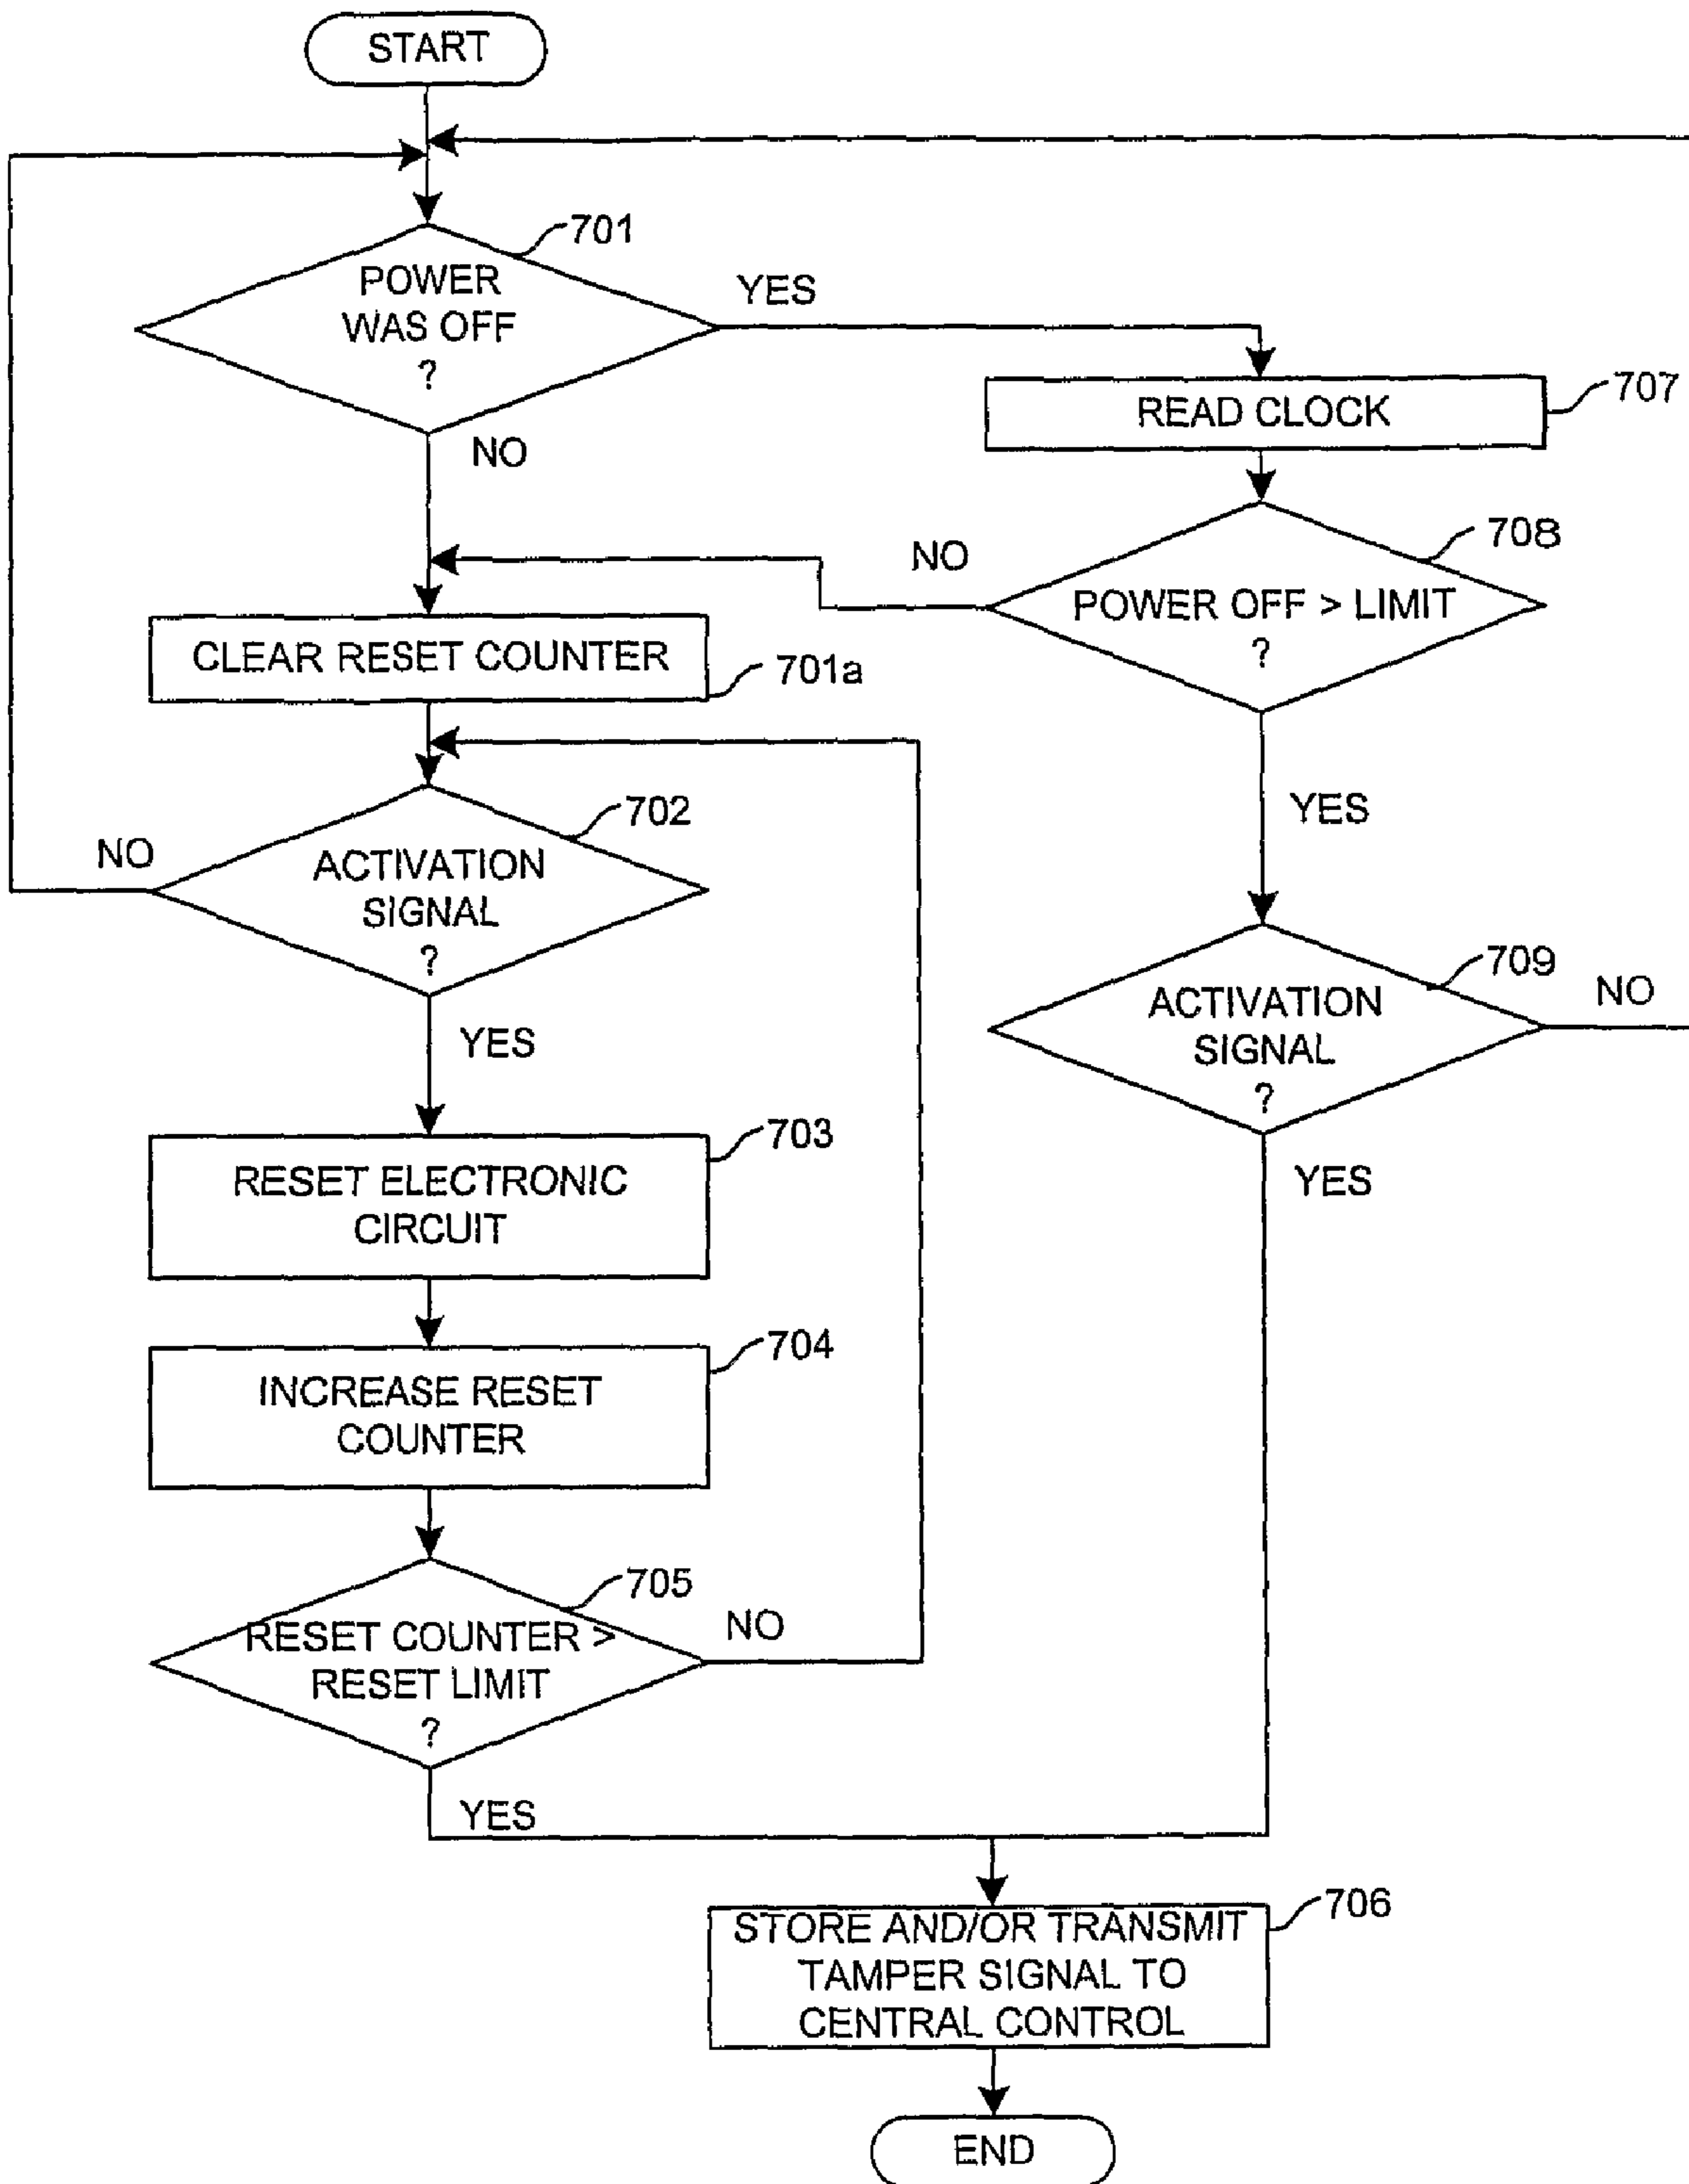 START
701
POWER
WAS OFF
?
YES
NO
READ CLOCK
707
708
NO
POWER OFF > LIMIT
?
YES
CLEAR RESET COUNTER
701a
702
NO
ACTIVATION
SIGNAL
?
YES
709
ACTIVATION
SIGNAL
?
NO
YES
703
RESET ELECTRONIC
CIRCUIT
704
INCREASE RESET
COUNTER
705
RESET COUNTER >
RESET LIMIT
?
NO
YES
706
STORE AND/OR TRANSMIT
TAMPER SIGNAL TO
CENTRAL CONTROL
END